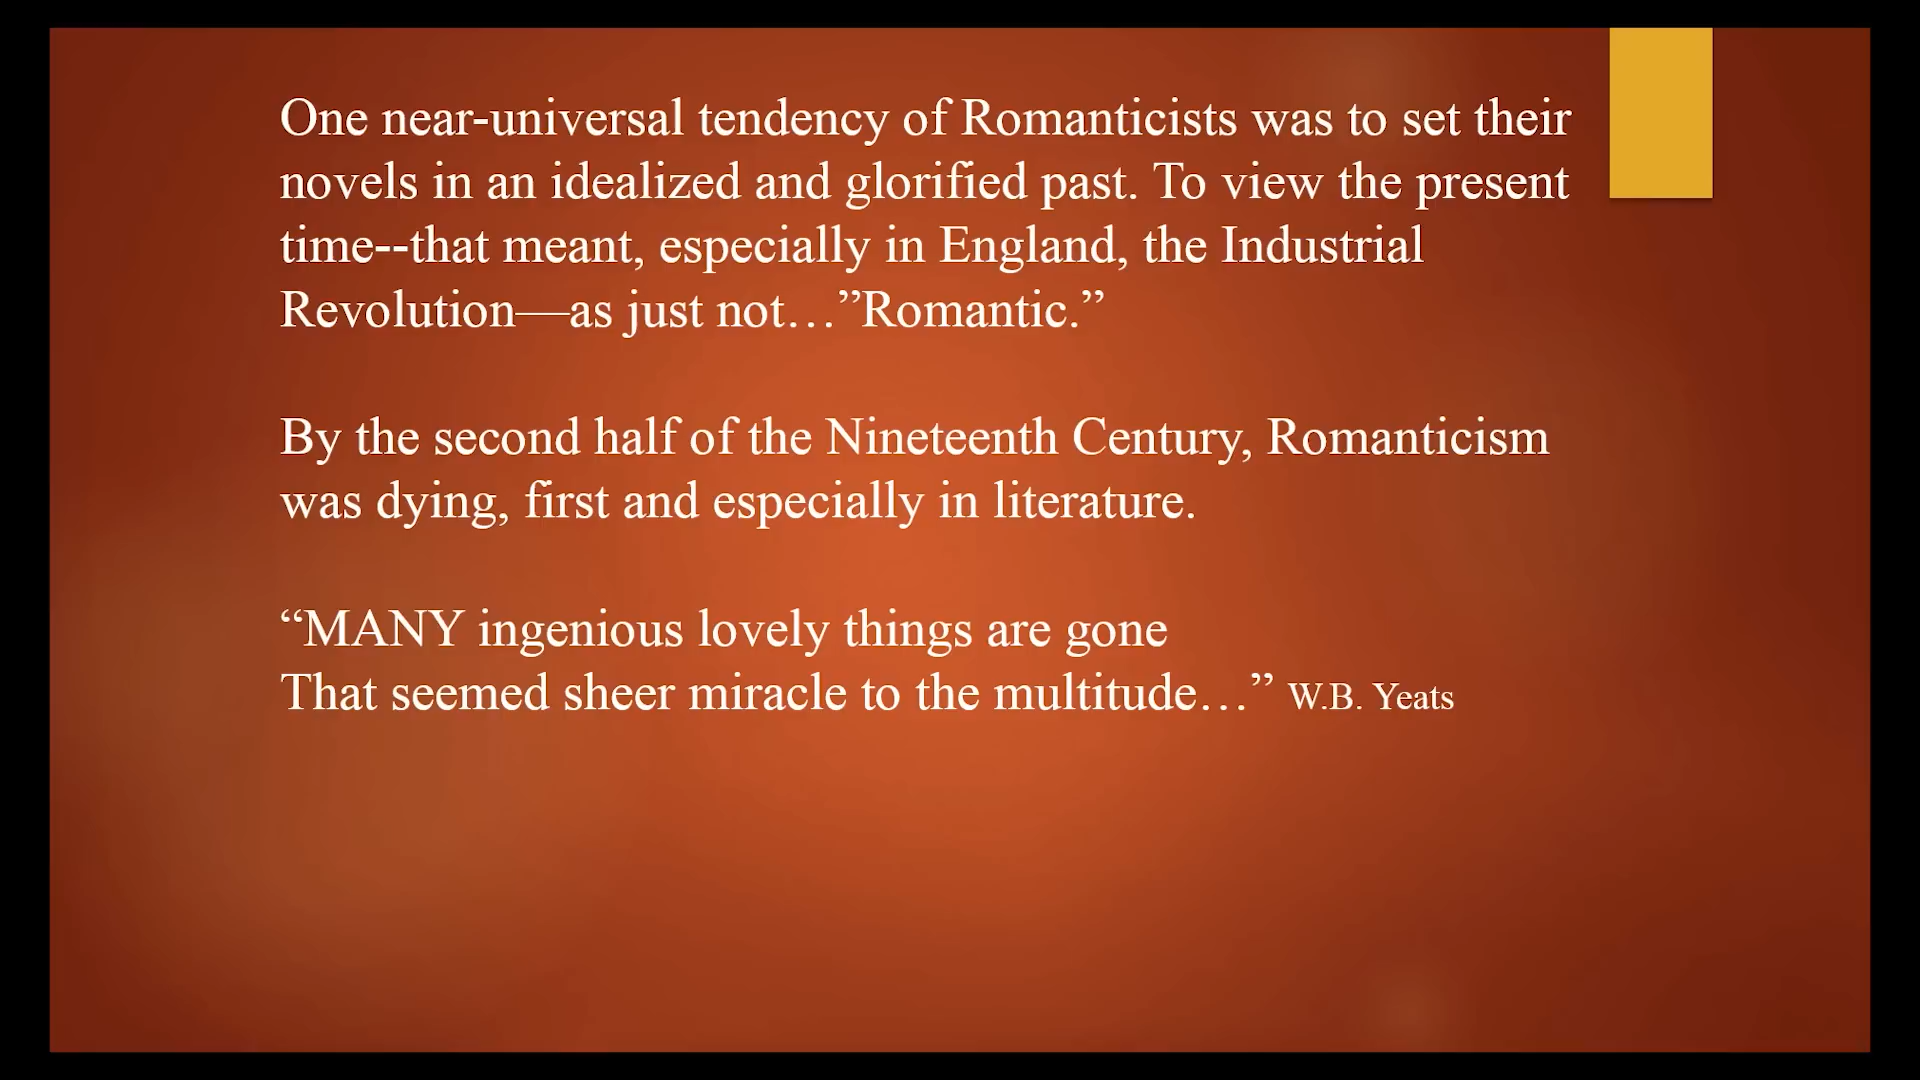 One near-universal tendency of Romanticists was to set their
novels in an idealized and glorified past. To view the present
time--that meant, especially in England, the Industrial
Revolution—as just not…”Romantic.”
By the second half of the Nineteenth Century, Romanticism
was dying, first and especially in literature.
“MANY ingenious lovely things are gone
That seemed sheer miracle to the multitude…” W.B. Yeats